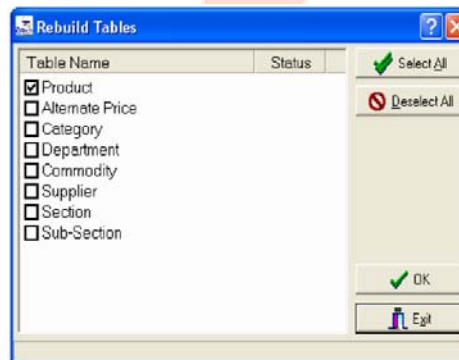 Rebuild Tables
Table Name Status
Product
Alternate Price
Category
Department
Commodity
Supplier
Section
Sub-Section
Select All
Deselect All
OK
Exit